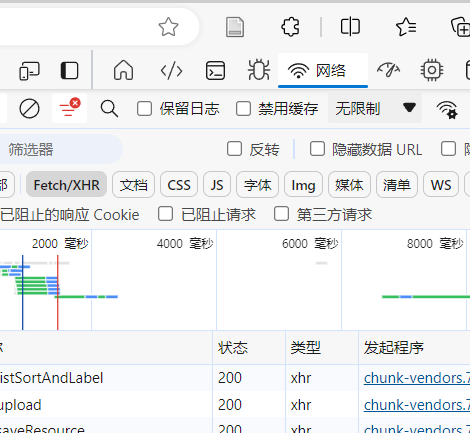 网络
保留日志 禁用缓存 无限制
筛选器 反转 隐藏数据 URL
部 Fetch/XHR 文档 CSS JS 字体 Img 媒体 清单 WS
已阻止的响应 Cookie 已阻止请求 第三方请求
2000 毫秒 4000 毫秒 6000 毫秒 8000 毫秒
称 状态 类型 发起程序
istSortAndLabel 200 xhr chunk-vendors.7
upload 200 xhr chunk-vendors.7
saveResource 200 xhr chunk-vendors.7